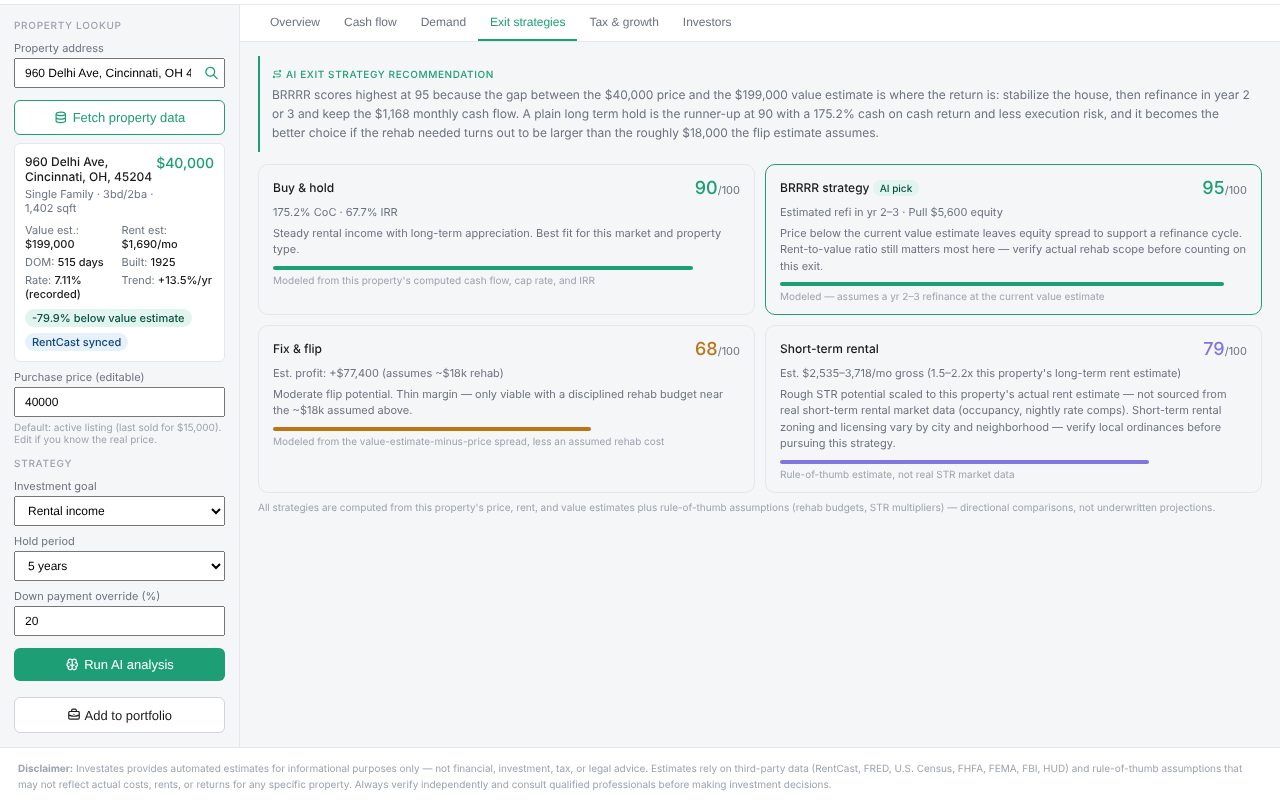 PROPERTY LOOKUP
Property address
960 Delhi Ave, Cincinnati, OH 4
Fetch property data
960 Delhi Ave,
Cincinnati, OH, 45204
$40,000
Single Family · 3bd/2ba ·
1,402 sqft
Value est.:
$199,000
Rent est:
$1,690/mo
DOM: 515 days
Built: 1925
Rate: 7.11%
(recorded)
Trend: +13.5%/yr
-79.9% below value estimate
RentCast synced
Purchase price (editable)
40000
Default: active listing (last sold for $15,000).
Edit if you know the real price.
STRATEGY
Investment goal
Rental income
Hold period
5 years
Down payment override (%)
20
Run AI analysis
Add to portfolio
Overview Cash flow Demand Exit strategies Tax & growth Investors
AI EXIT STRATEGY RECOMMENDATION
BRRRR scores highest at 95 because the gap between the $40,000 price and the $199,000 value estimate is where the return is: stabilize the house, then refinance in year 2
or 3 and keep the $1,168 monthly cash flow. A plain long term hold is the runner-up at 90 with a 175.2% cash on cash return and less execution risk, and it becomes the
better choice if the rehab needed turns out to be larger than the roughly $18,000 the flip estimate assumes.
Buy & hold
90/100
175.2% CoC · 67.7% IRR
Steady rental income with long-term appreciation. Best fit for this market and property
type.
Modeled from this property's computed cash flow, cap rate, and IRR
BRRRR strategy AI pick
95/100
Estimated refi in yr 2–3 · Pull $5,600 equity
Price below the current value estimate leaves equity spread to support a refinance cycle.
Rent-to-value ratio still matters most here — verify actual rehab scope before counting on
this exit.
Modeled — assumes a yr 2–3 refinance at the current value estimate
Fix & flip
68/100
Est. profit: +$77,400 (assumes ~$18k rehab)
Moderate flip potential. Thin margin — only viable with a disciplined rehab budget near
the ~$18k assumed above.
Modeled from the value-estimate-minus-price spread, less an assumed rehab cost
Short-term rental
79/100
Est. $2,535–3,718/mo gross (1.5–2.2x this property's long-term rent estimate)
Rough STR potential scaled to this property's actual rent estimate — not sourced from
real short-term rental market data (occupancy, nightly rate comps). Short-term rental
zoning and licensing vary by city and neighborhood — verify local ordinances before
pursuing this strategy.
Rule-of-thumb estimate, not real STR market data
All strategies are computed from this property's price, rent, and value estimates plus rule-of-thumb assumptions (rehab budgets, STR multipliers) — directional comparisons, not underwritten projections.
Disclaimer: Investates provides automated estimates for informational purposes only — not financial, investment, tax, or legal advice. Estimates rely on third-party data (RentCast, FRED, U.S. Census, FHFA, FEMA, FBI, HUD) and rule-of-thumb assumptions that
may not reflect actual costs, rents, or returns for any specific property. Always verify independently and consult qualified professionals before making investment decisions.